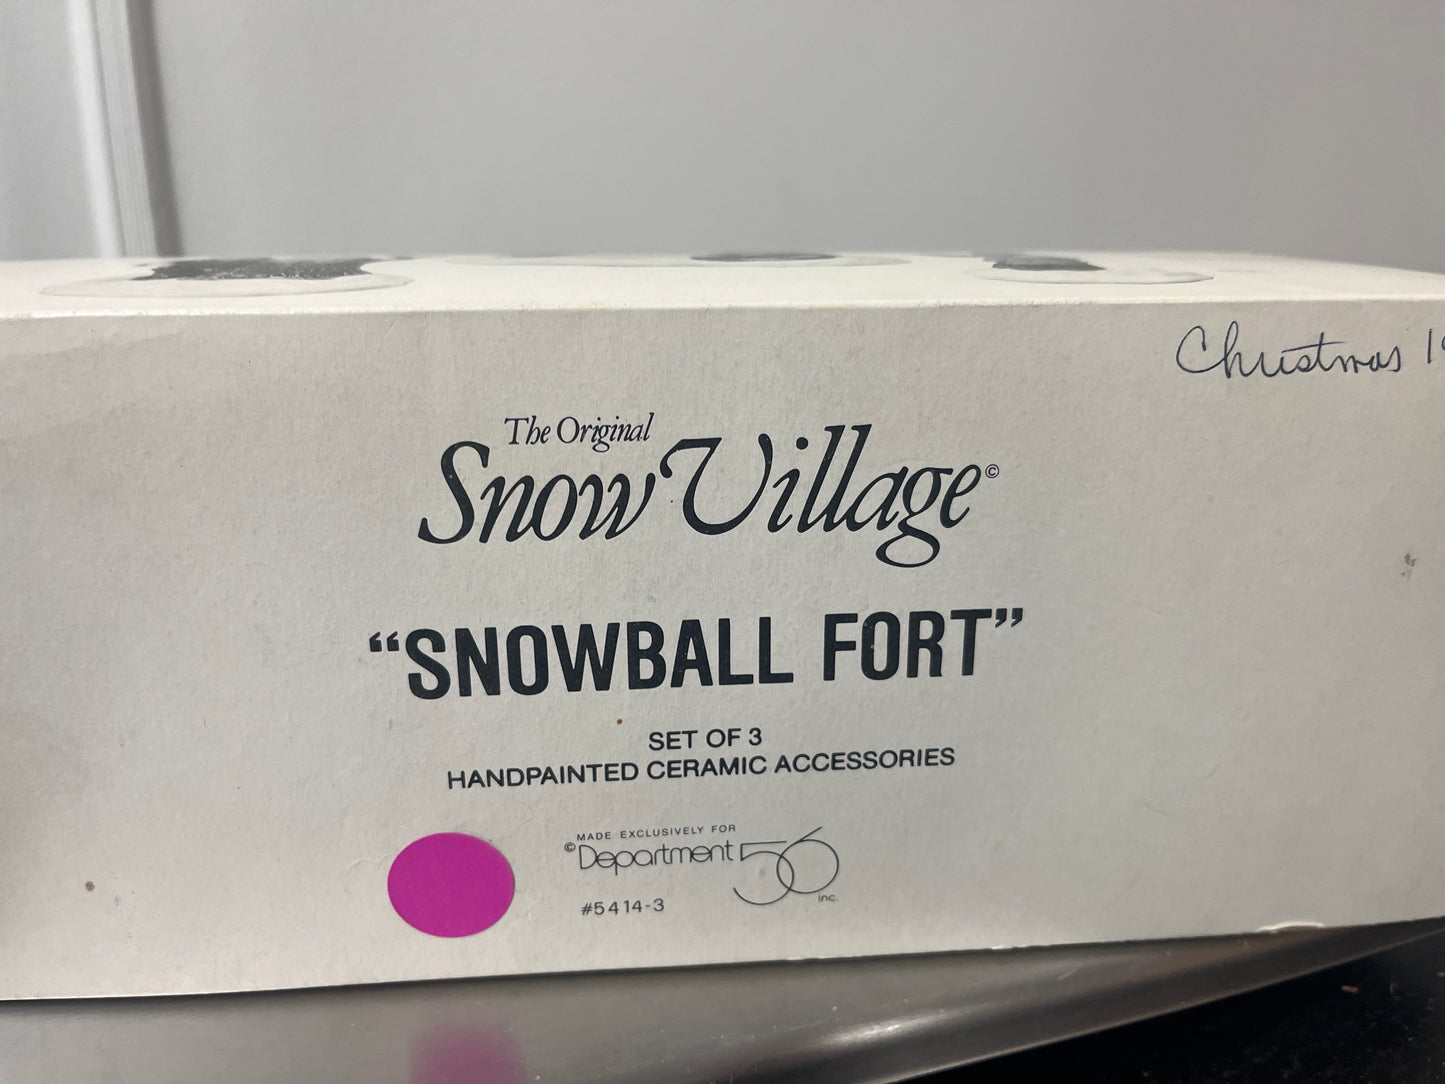 Christmas 19
The Original
Snow Village©
“SNOWBALL FORT”
SET OF 3
HANDPAINTED CERAMIC ACCESSORIES
MADE EXCLUSIVELY FOR
©Department 56
inc.
#5414-3